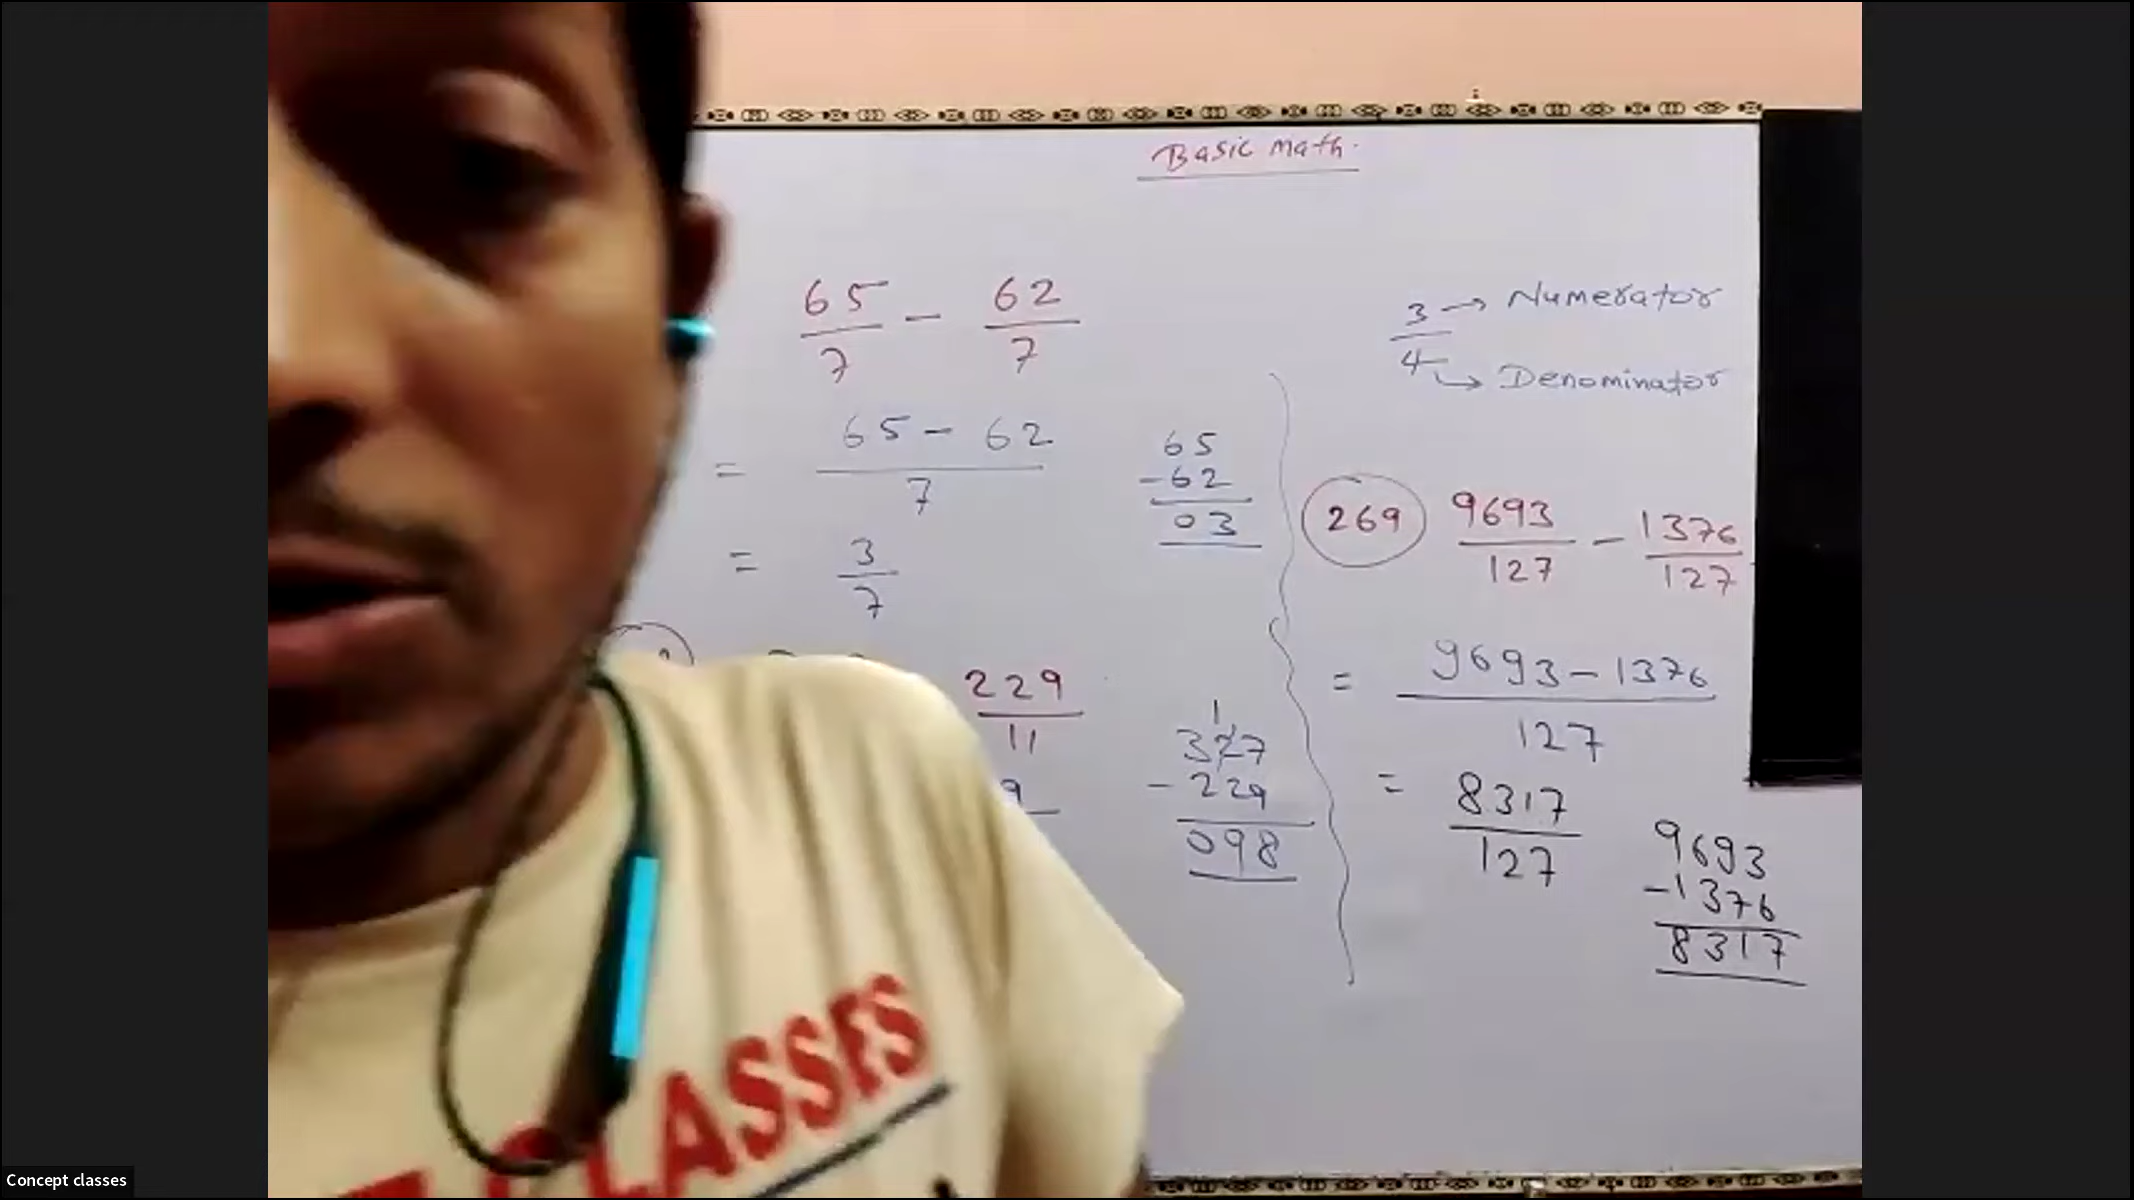 Basic Math.
65/7 - 62/7
= 65 - 62 / 7
= 3/7
65
-62
03
3 → Numerator
4 → Denominator
269 9693/127 - 1376/127
= 9693 - 1376 / 127
= 8317/127
9693
-1376
8317
229
11
9
1
327
- 229
098
CLASSES
Concept classes